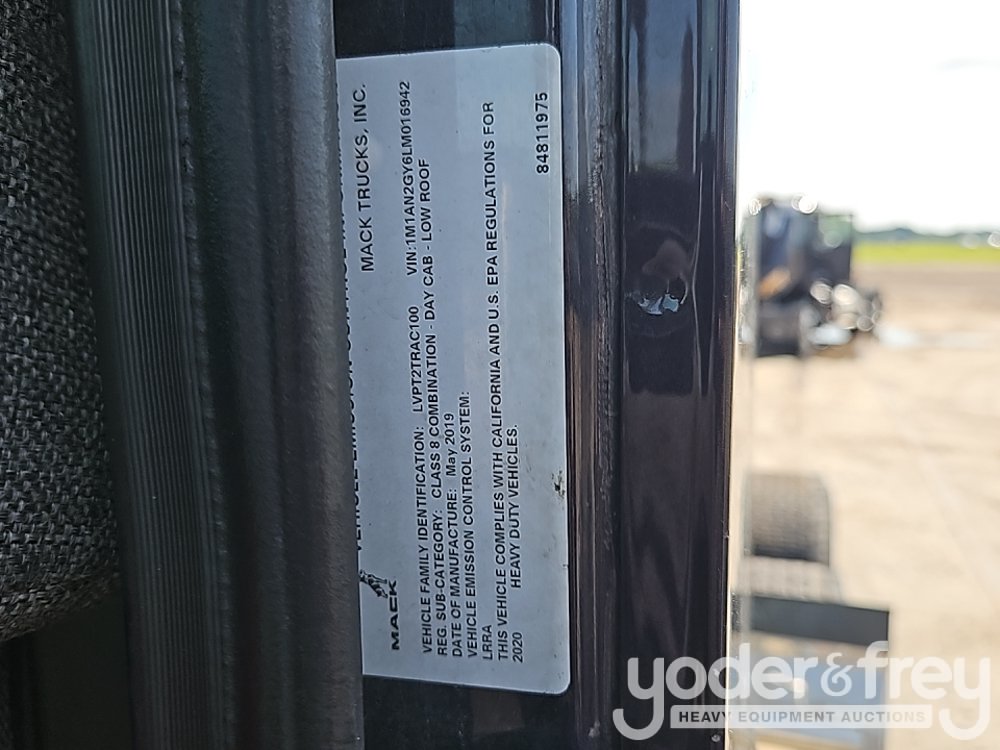 MACK TRUCKS, INC.
MACK
VEHICLE FAMILY IDENTIFICATION: LVPT2TRAC100 VIN:1M1AN2GY6LM016942
REG. SUB-CATEGORY: CLASS 8 COMBINATION - DAY CAB - LOW ROOF
DATE OF MANUFACTURE: May 2019
VEHICLE EMISSION CONTROL SYSTEM:
LRRA
THIS VEHICLE COMPLIES WITH CALIFORNIA AND U.S. EPA REGULATIONS FOR
2020 HEAVY DUTY VEHICLES.
84811975
yoder&frey
HEAVY EQUIPMENT AUCTIONS